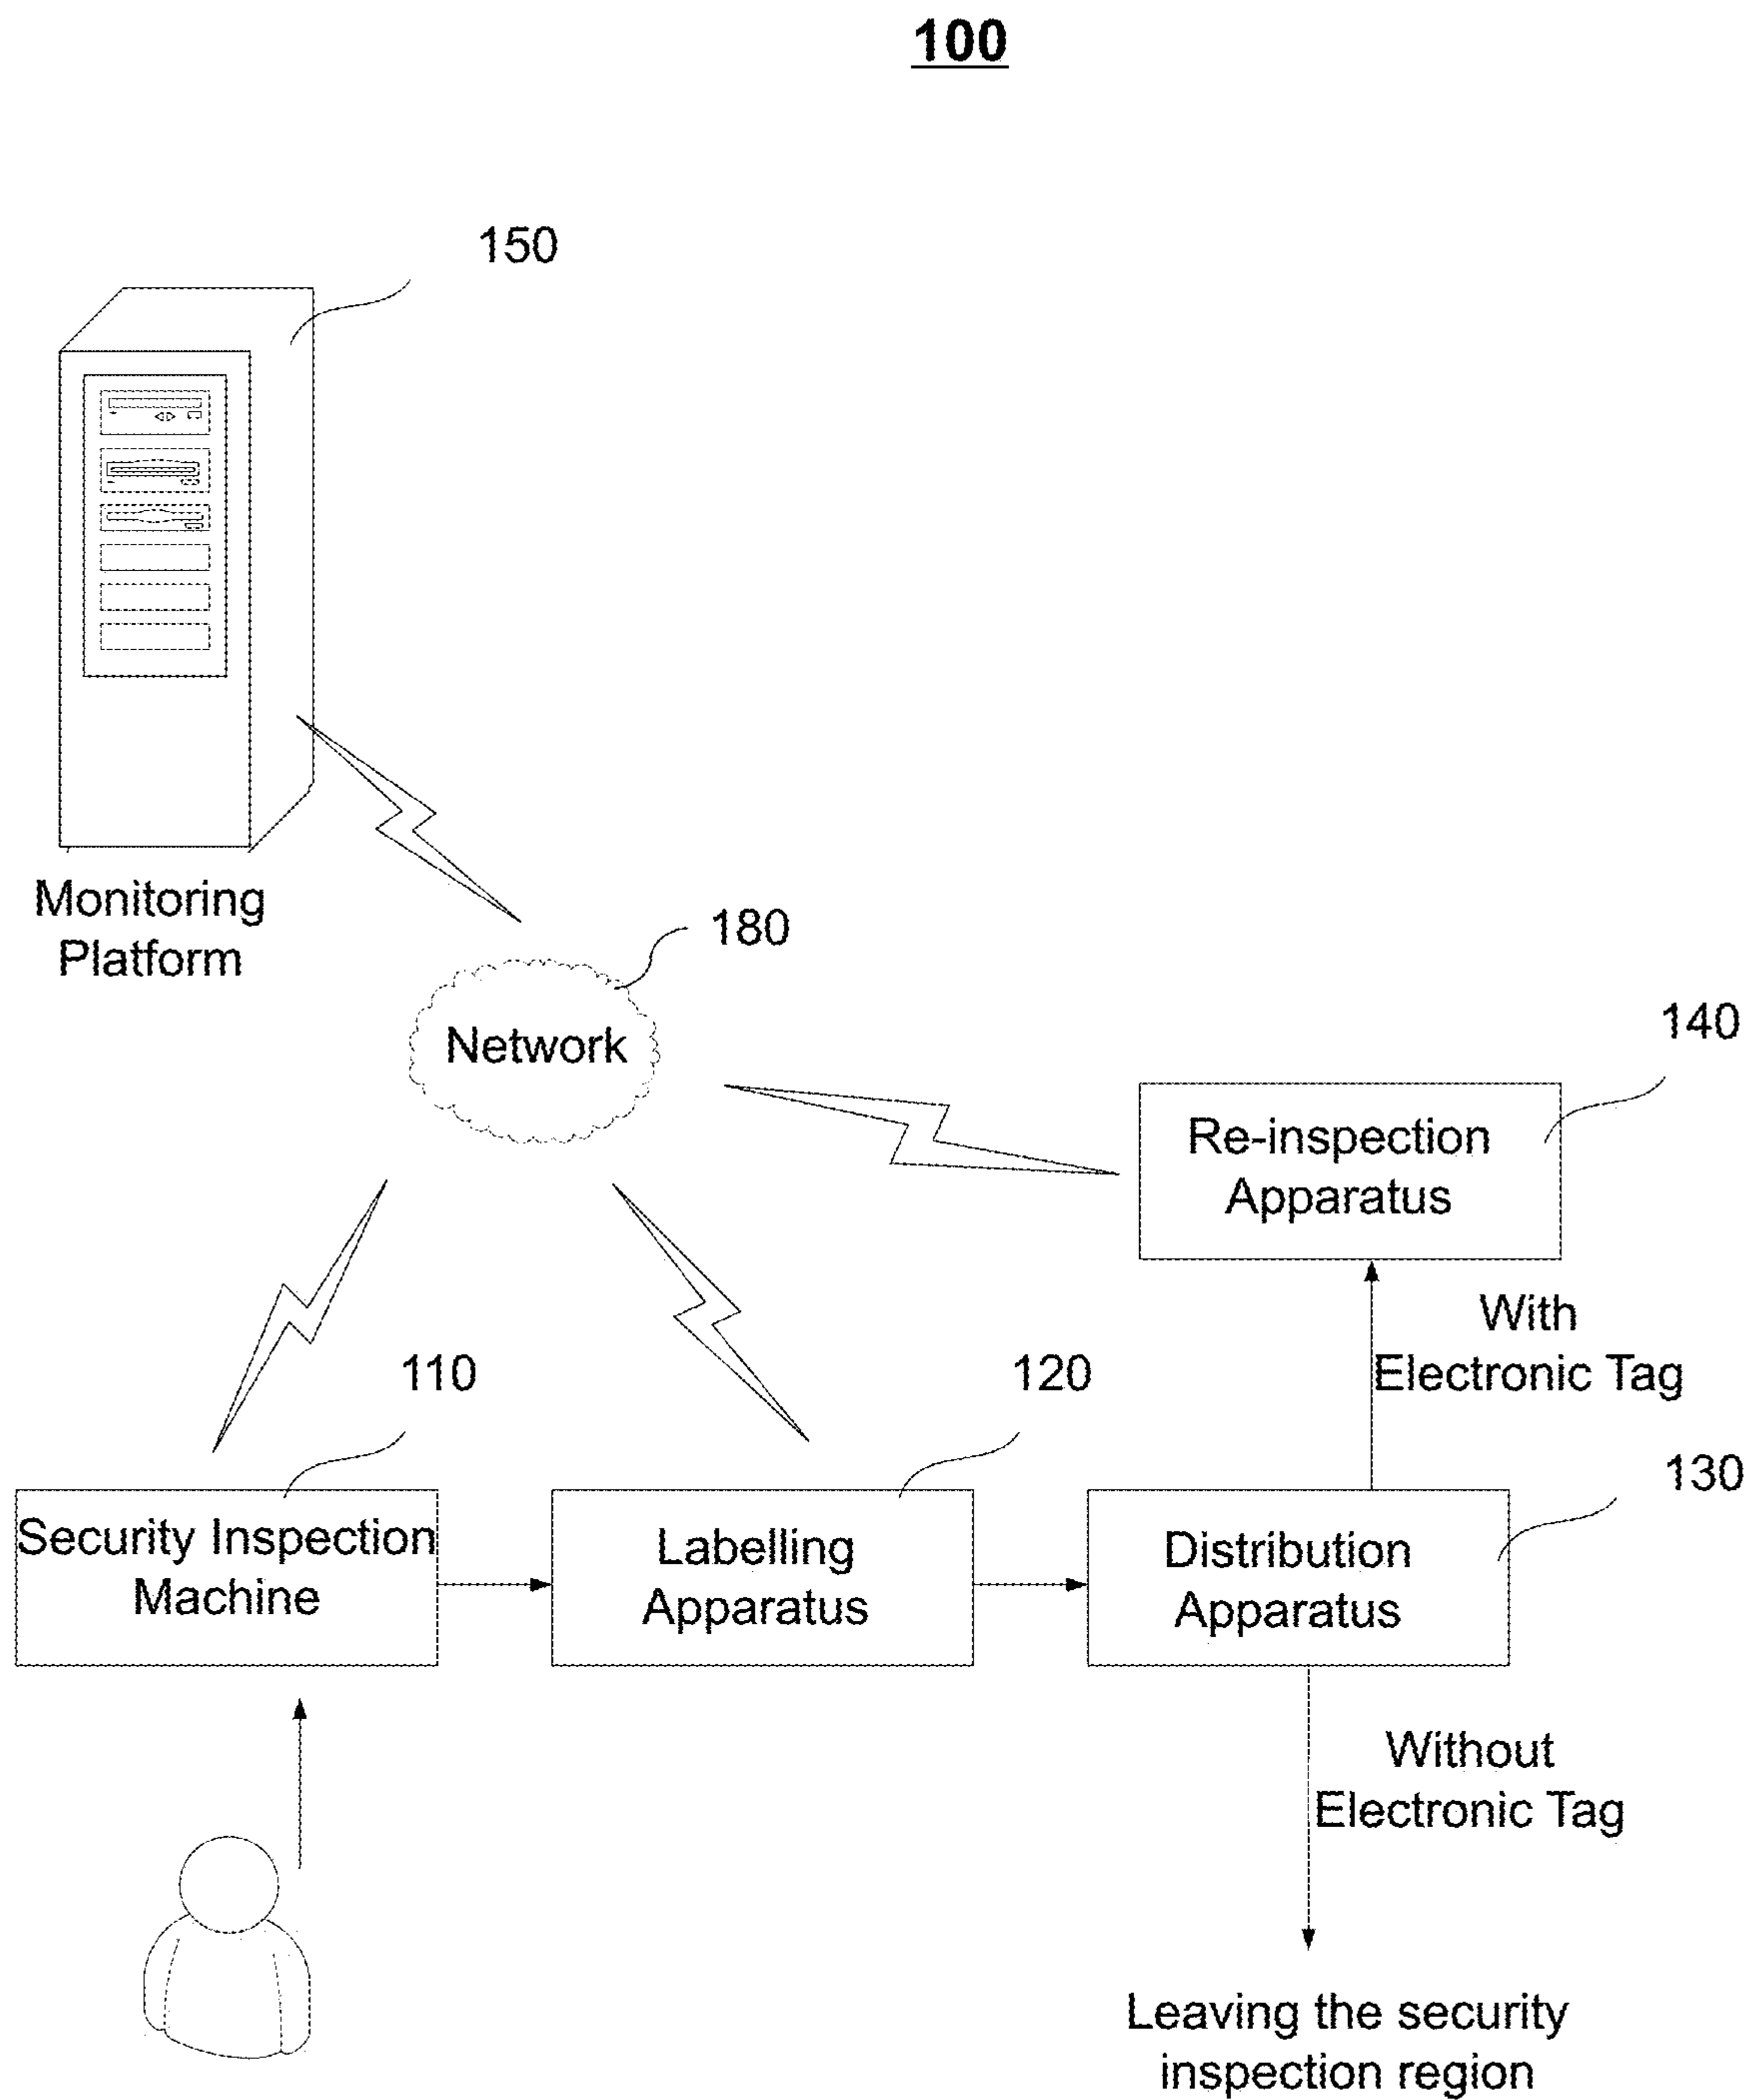 100
150
Monitoring
Platform
180
Network
140
Re-inspection
Apparatus
With
Electronic Tag
110
120
130
Security Inspection
Machine
Labelling
Apparatus
Distribution
Apparatus
Without
Electronic Tag
Leaving the security
inspection region